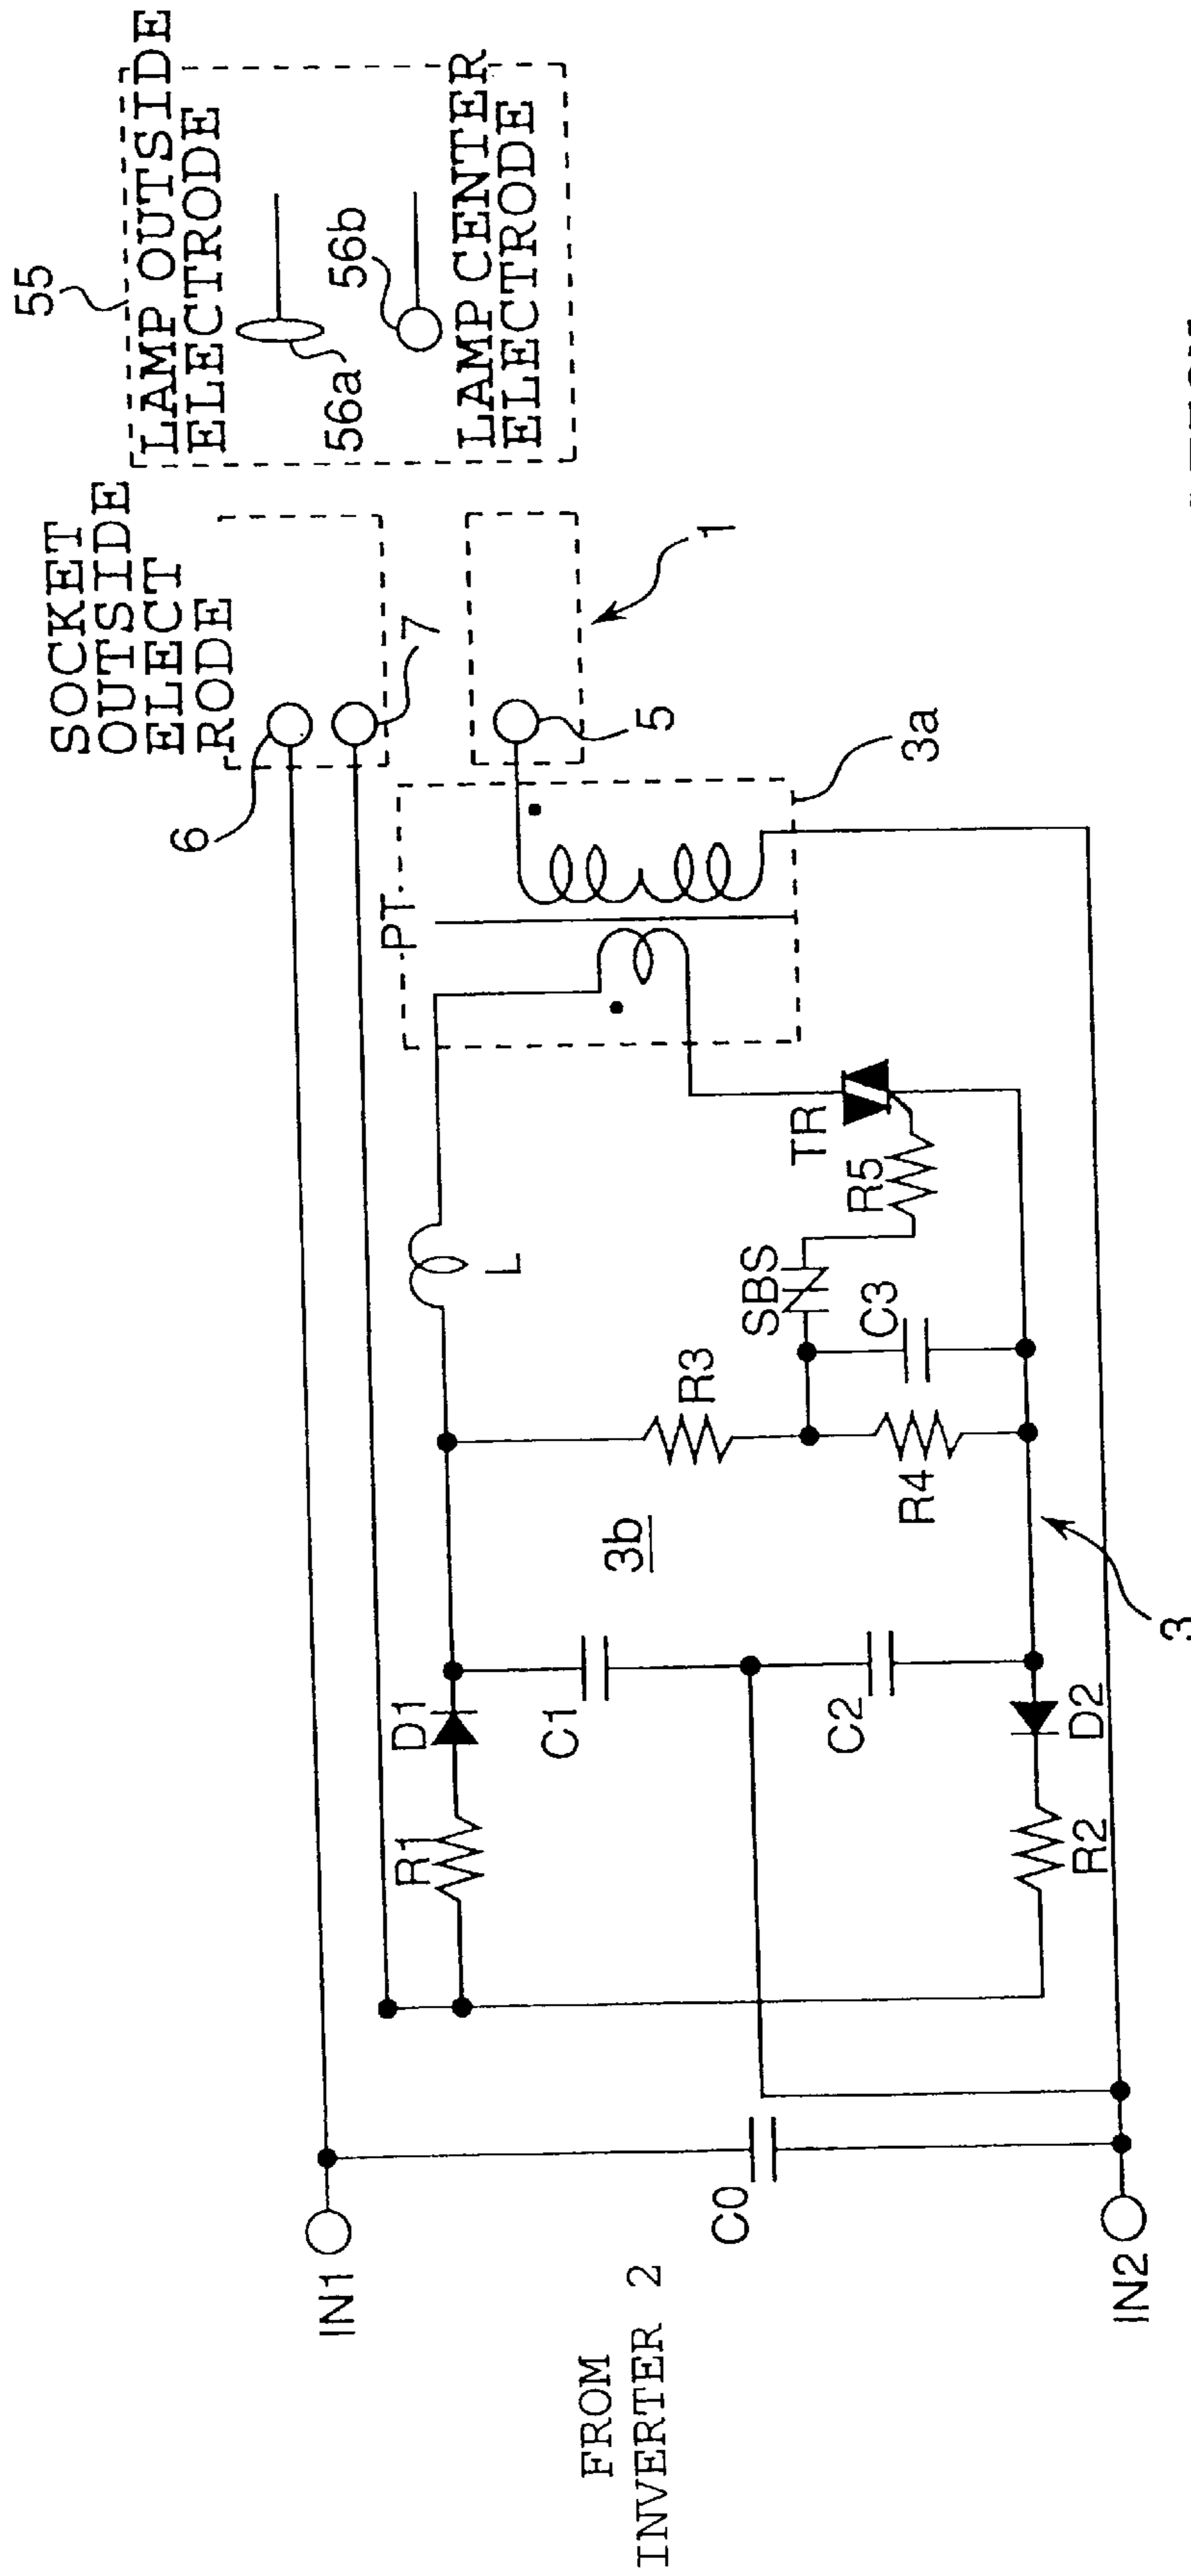 55
LAMP OUTSIDE
ELECTRODE
56a
56b
LAMP CENTER
ELECTRODE
SOCKET
OUTSIDE
ELECT
RODE
6
7
1
5
3a
PT
L
TR
R5
SBS
C3
R3
R4
3b
3
D1
C1
C2
D2
R1
R2
C0
IN1
IN2
FROM
INVERTER 2